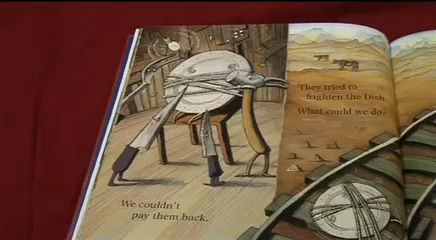 We couldn't
pay them back.
They tried to
frighten the Dish.
What could we do?